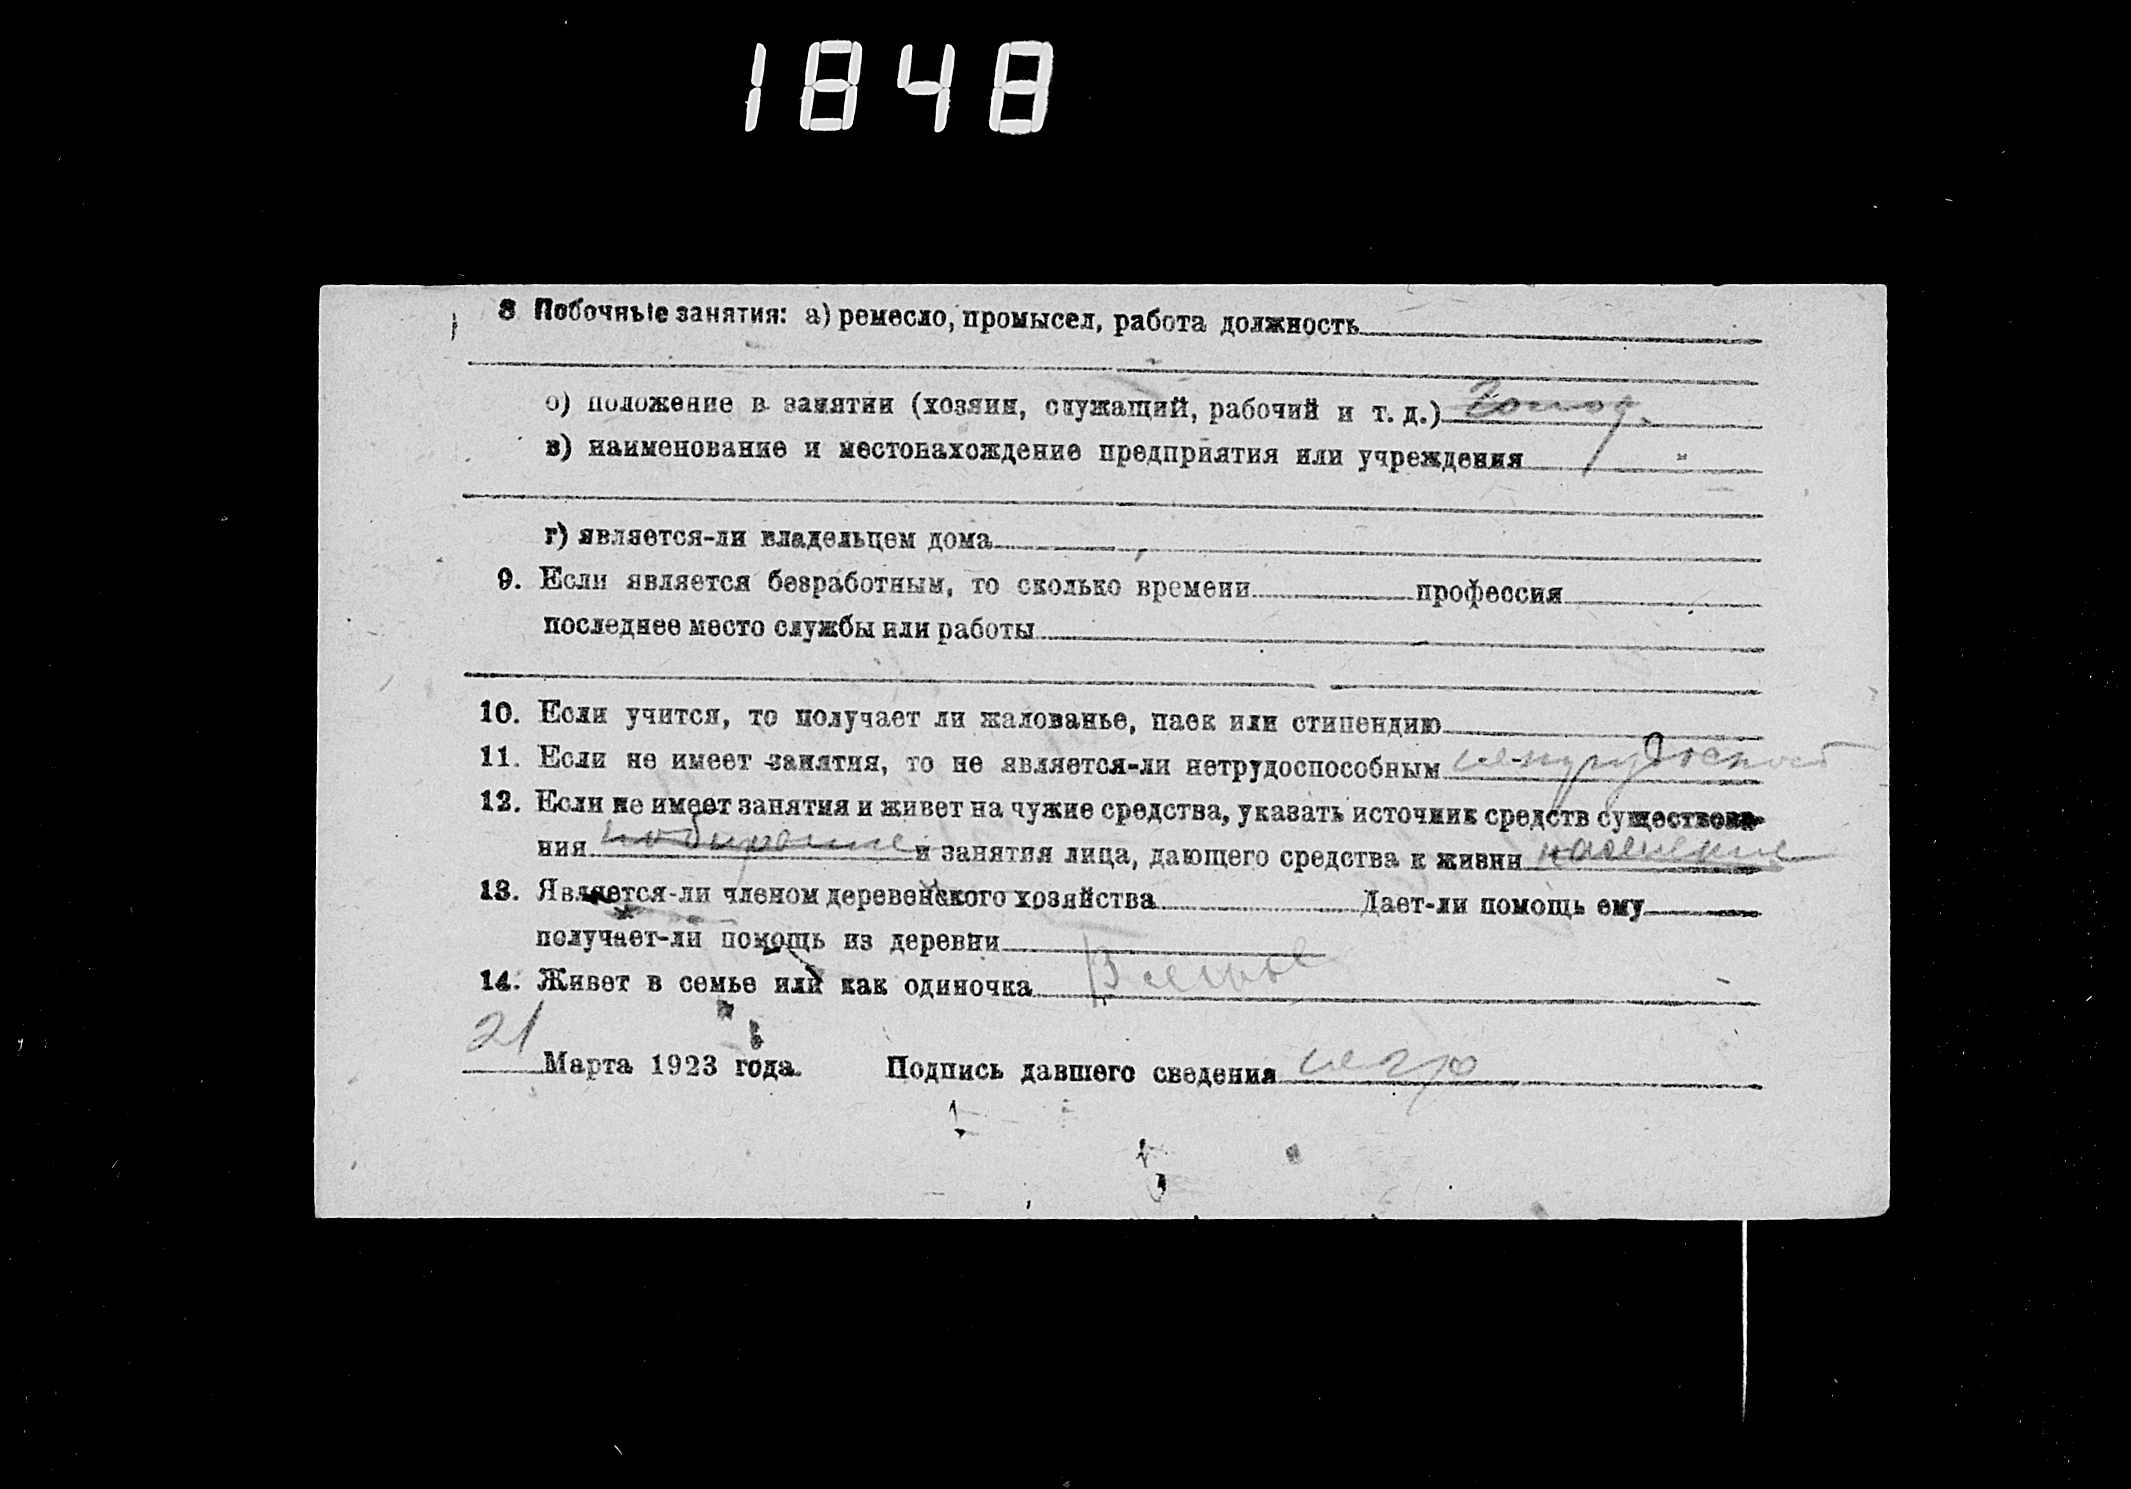 1848
8 Побочные занятия: а) ремесло, промысел, работа должность
о) положение в занятии (хозяин, служащий, рабочий и т. д.)
в) наименование и местонахождение предприятия или учреждения "
г) является-ли владельцем дома
9. Если является безработным, то сколько времени профессия
последнее место службы или работы
10. Если учится, то получает ли жалованье, паек или стипендию
11. Если не имеет занятия, то не является-ли нетрудоспособным нетрудоспособ
12. Если не имеет занятия и живет на чужие средства, указать источник средств существова-
ния побирание и занятия лица, дающего средства к жизни население
13. Является-ли членом деревенского хозяйства Дает-ли помощь ему
получает-ли помощь из деревни
14. Живет в семье или как одиночка В семье
21 Марта 1923 года. Подпись давшего сведения негр